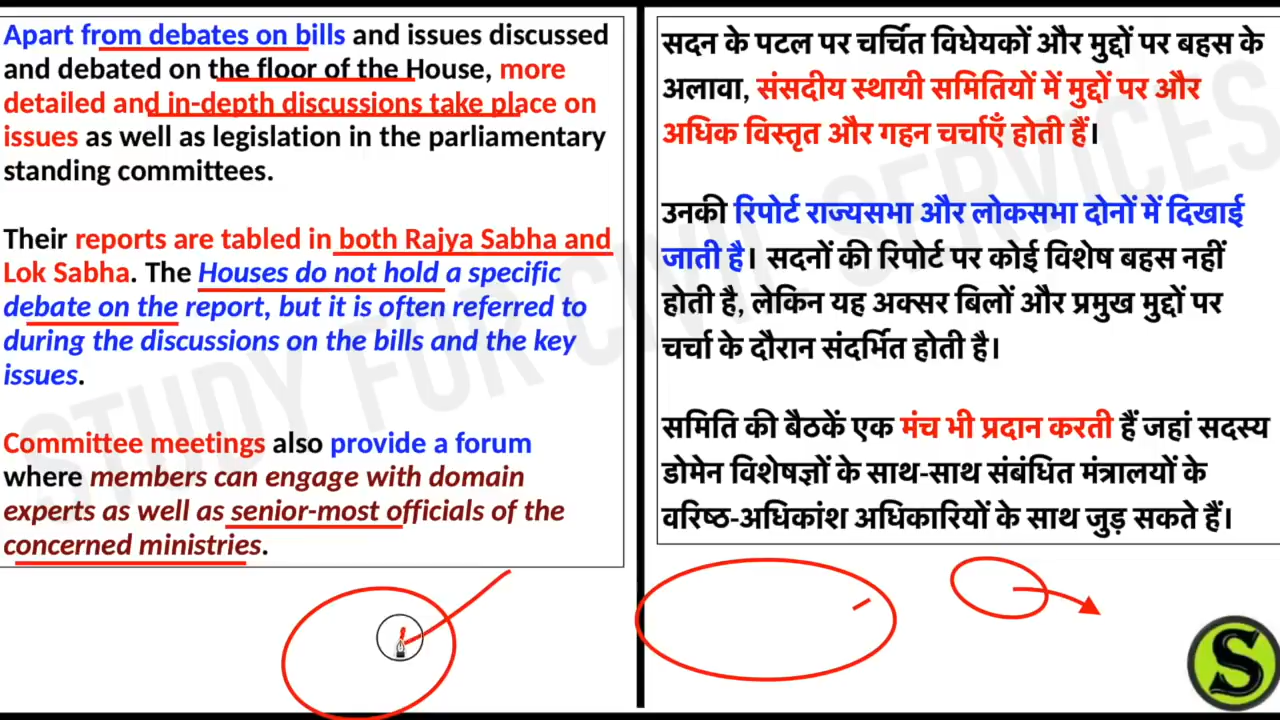 Apart from debates on bills and issues discussed
and debated on the floor of the House, more
detailed and in-depth discussions take place on
issues as well as legislation in the parliamentary
standing committees.
Their reports are tabled in both Rajya Sabha and
Lok Sabha. The Houses do not hold a specific
debate on the report, but it is often referred to
during the discussions on the bills and the key
issues.
Committee meetings also provide a forum
where members can engage with domain
experts as well as senior-most officials of the
concerned ministries.
सदन के पटल पर चर्चित विधेयकों और मुद्दों पर बहस के
अलावा, संसदीय स्थायी समितियों में मुद्दों पर और
अधिक विस्तृत और गहन चर्चाएँ होती हैं।
उनकी रिपोर्ट राज्यसभा और लोकसभा दोनों में दिखाई
जाती है। सदनों की रिपोर्ट पर कोई विशेष बहस नहीं
होती है, लेकिन यह अक्सर बिलों और प्रमुख मुद्दों पर
चर्चा के दौरान संदर्भित होती है।
समिति की बैठकें एक मंच भी प्रदान करती हैं जहां सदस्य
डोमेन विशेषज्ञों के साथ-साथ संबंधित मंत्रालयों के
वरिष्ठ-अधिकांश अधिकारियों के साथ जुड़ सकते हैं।
STUDY FOR CIVIL SERVICES
S